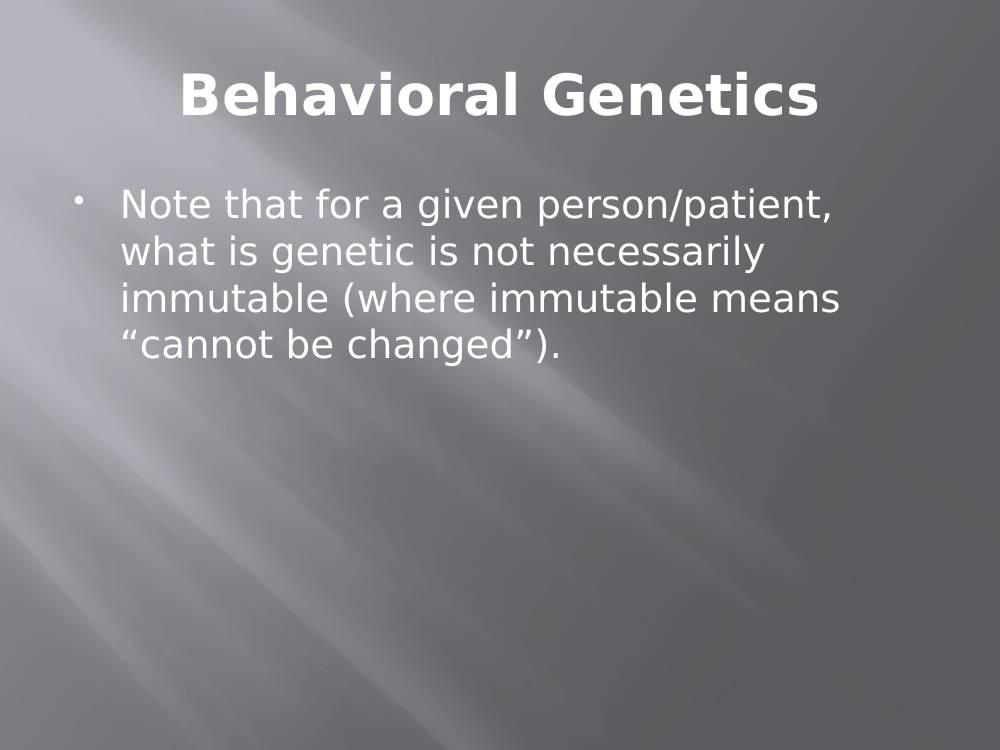 Behavioral Genetics
• Note that for a given person/patient,
what is genetic is not necessarily
immutable (where immutable means
“cannot be changed”).